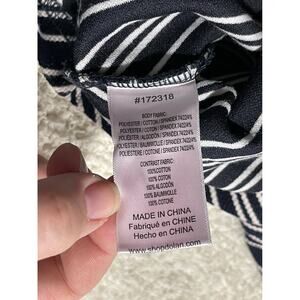 #172318
BODY FABRIC:
POLYESTER / COTTON / SPANDEX 74/22/4%
POLYESTER / COTON / SPANDEX 74/22/4%
POLIÉSTER / ALGODÓN / SPANDEX 74/22/4%
POLYESTER / BAUMWOLLE / SPANDEX 74/22/4%
POLIESTERE / COTONE / SPANDEX 74/22/4%
CONTRAST FABRIC:
100%COTTON
100% COTON
100% ALGODÓN
100% BAUMWOLLE
100% COTONE
MADE IN CHINA
Fabriqué en CHINE
Hecho en CHINA
www.shopdolan.com